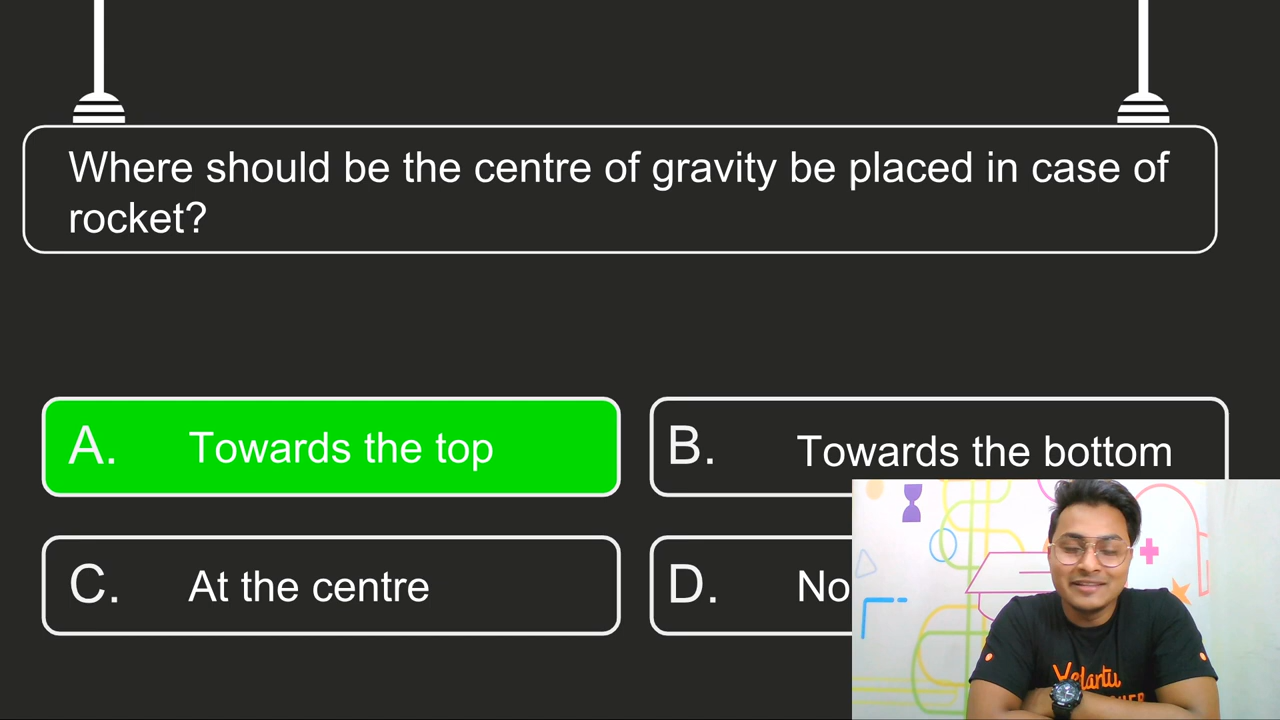 Where should be the centre of gravity be placed in case of
rocket?
A. Towards the top
B. Towards the bottom
C. At the centre
D. No
Vedantu